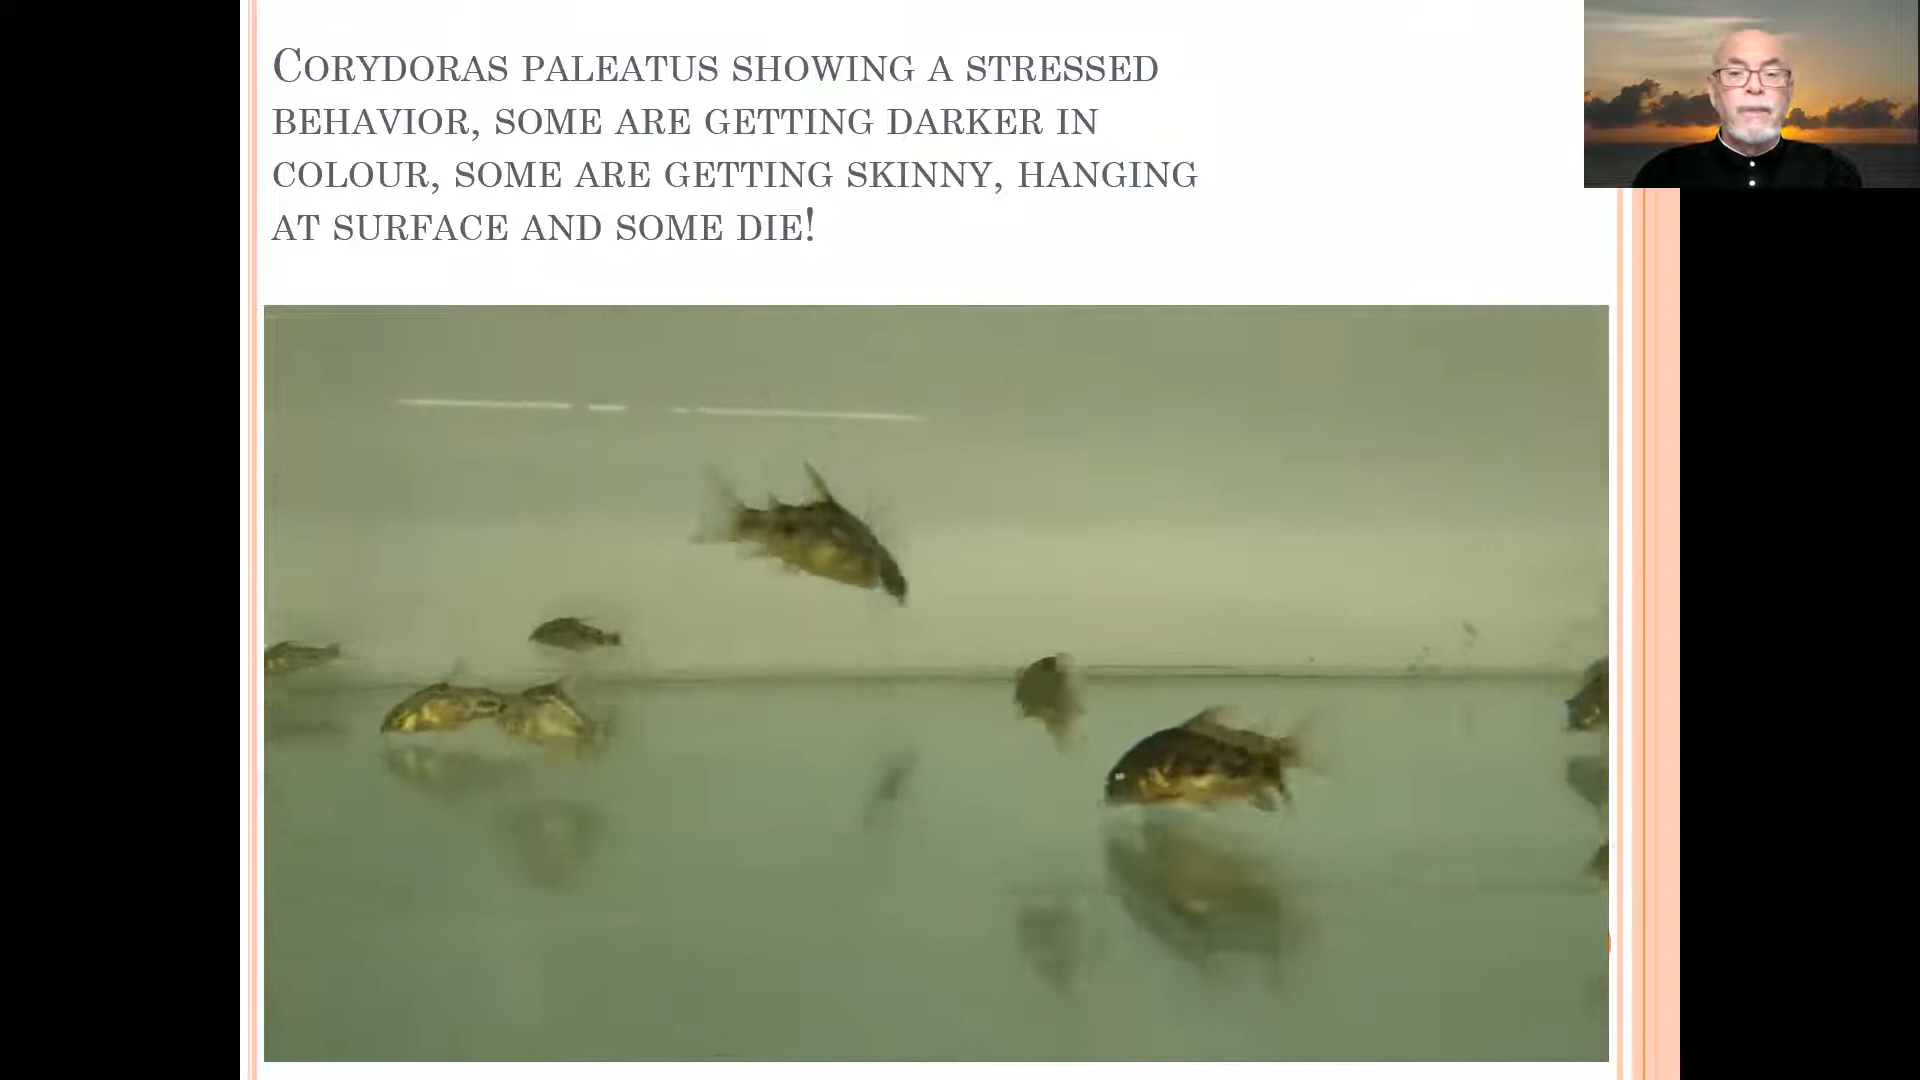 Corydoras paleatus showing a stressed
behavior, some are getting darker in
colour, some are getting skinny, hanging
at surface and some die!